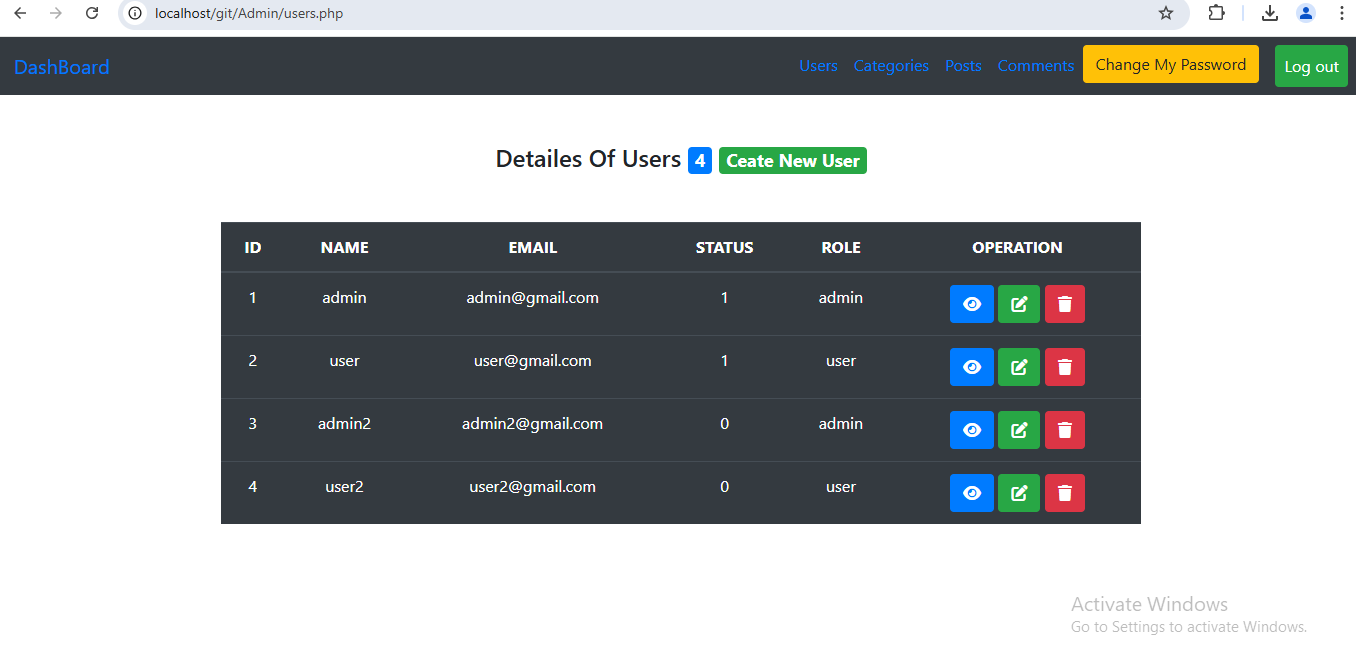 localhost/git/Admin/users.php
DashBoard Users Categories Posts Comments Change My Password Log out
Detailes Of Users 4 Ceate New User
ID NAME EMAIL STATUS ROLE OPERATION
1 admin admin@gmail.com 1 admin
2 user user@gmail.com 1 user
3 admin2 admin2@gmail.com 0 admin
4 user2 user2@gmail.com 0 user
Activate Windows
Go to Settings to activate Windows.